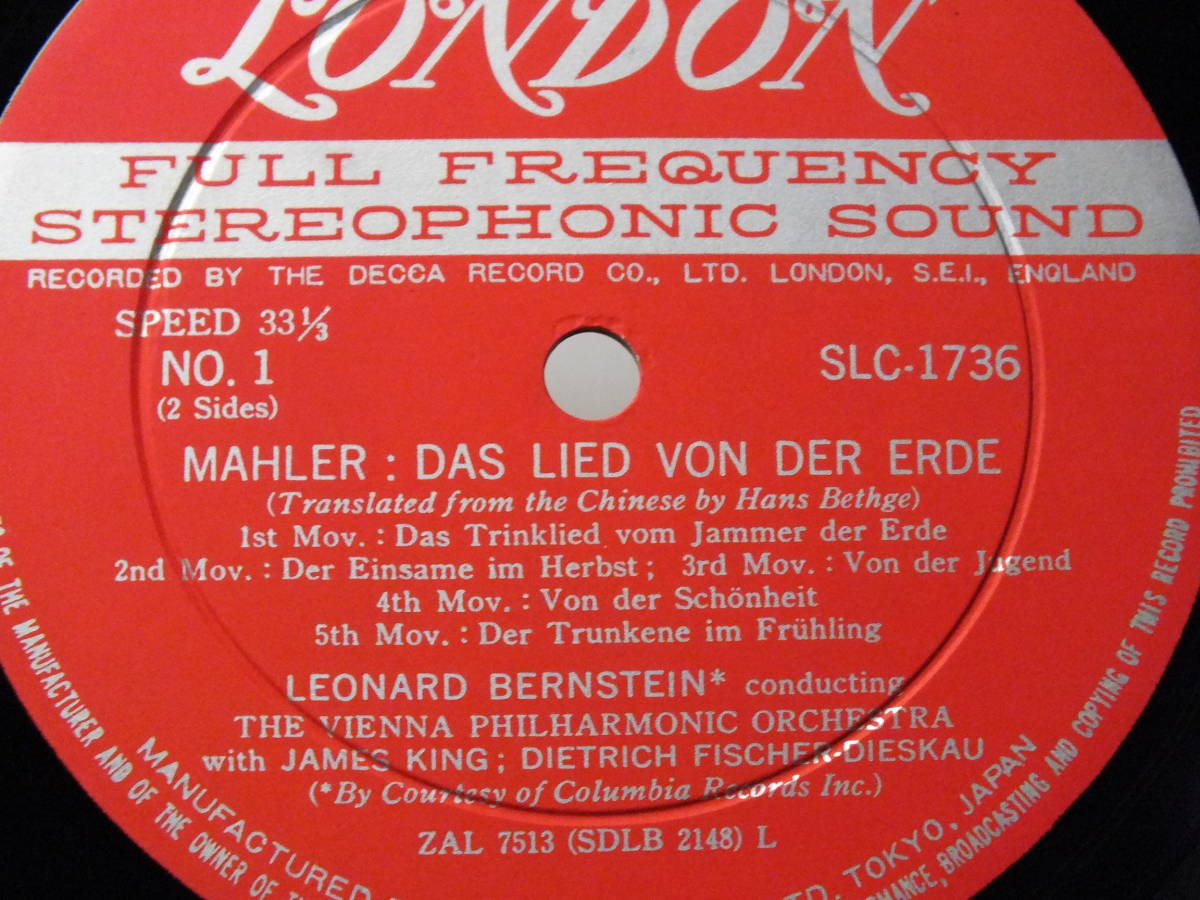 LONDON
FULL FREQUENCY
STEREOPHONIC SOUND
RECORDED BY THE DECCA RECORD CO., LTD. LONDON, S.E.I., ENGLAND
SPEED 33⅓
NO. 1
(2 Sides)
SLC-1736
MAHLER : DAS LIED VON DER ERDE
(Translated from the Chinese by Hans Bethge)
1st Mov. : Das Trinklied vom Jammer der Erde
2nd Mov. : Der Einsame im Herbst ; 3rd Mov. : Von der Jugend
4th Mov. : Von der Schönheit
5th Mov. : Der Trunkene im Frühling
LEONARD BERNSTEIN* conducting
THE VIENNA PHILHARMONIC ORCHESTRA
with JAMES KING ; DIETRICH FISCHER-DIESKAU
(*By Courtesy of Columbia Records Inc.)
ZAL 7513 (SDLB 2148) L
MANUFACTURED
LTD, TOKYO, JAPAN
OF THE MANUFACTURER AND OF THE OWNER OF
BROADCASTING AND COPYING OF THIS RECORD PROHIBITED